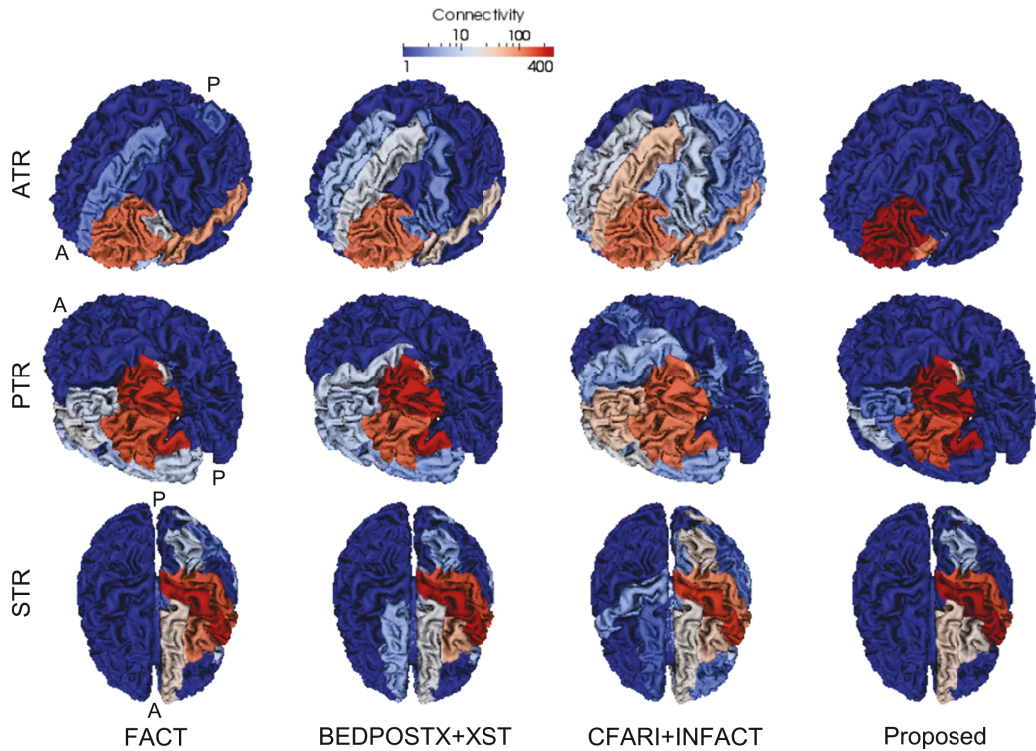 Connectivity
10 100
1 400
P
ATR
A
A
PTR
P
P
STR
A
FACT BEDPOSTX+XST CFARI+INFACT Proposed